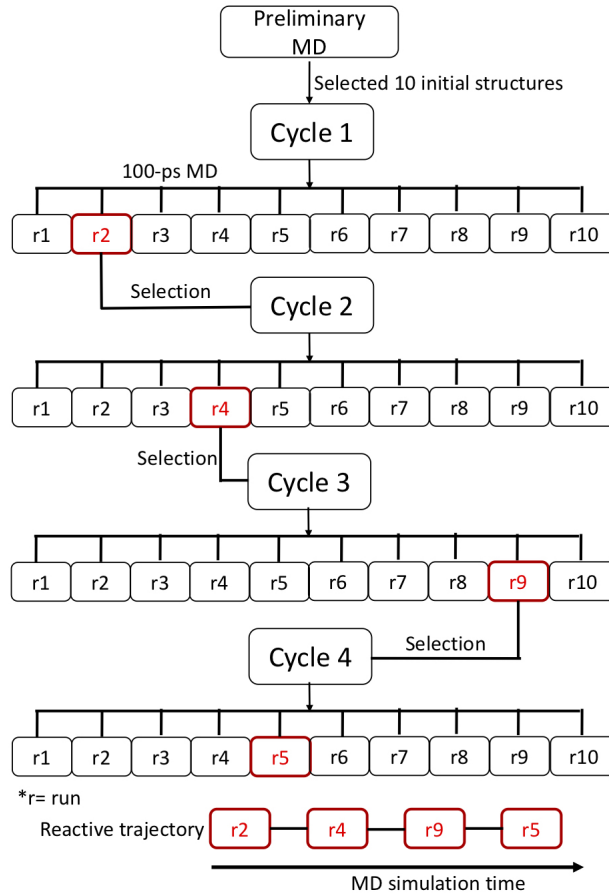 Preliminary
MD
Selected 10 initial structures
Cycle 1
100-ps MD
r1 r2 r3 r4 r5 r6 r7 r8 r9 r10
Selection
Cycle 2
r1 r2 r3 r4 r5 r6 r7 r8 r9 r10
Selection
Cycle 3
r1 r2 r3 r4 r5 r6 r7 r8 r9 r10
Selection
Cycle 4
r1 r2 r3 r4 r5 r6 r7 r8 r9 r10
*r= run
Reactive trajectory r2 r4 r9 r5
MD simulation time